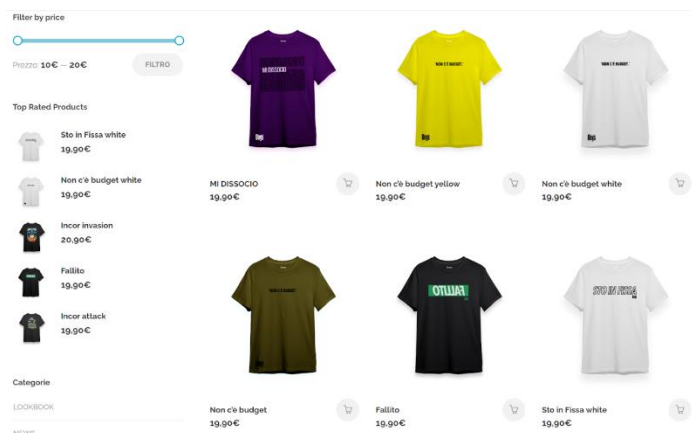 Filter by price
Prezzo: 10€ — 20€
FILTRO
Top Rated Products
Sto in Fissa white
19,90€
Non c'è budget white
19,90€
Incor invasion
20,90€
Fallito
19,90€
Incor attack
19,90€
Categorie
LOOKBOOK
NEWS
MI DISSOCIO
MI DISSOCIO
19,90€
'NON C'È BUDGET.'
Non c'è budget yellow
19,90€
'NON C'È BUDGET.'
Non c'è budget white
19,90€
'NON C'È BUDGET.'
Non c'è budget
19,90€
FALLITO
Fallito
19,90€
STO IN FISSA
Sto in Fissa white
19,90€